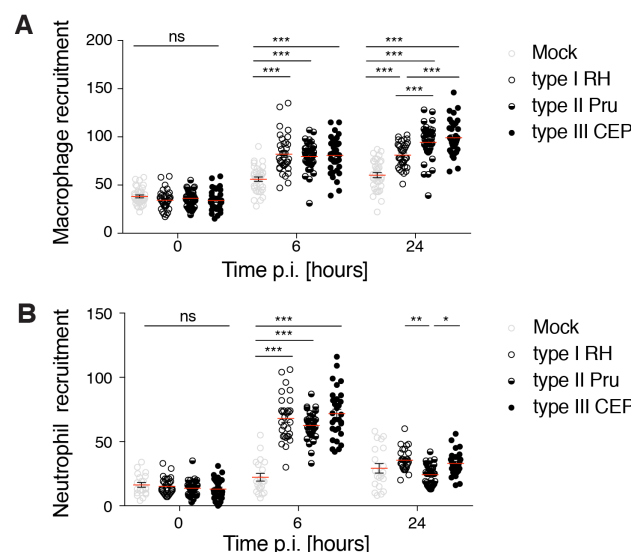 A
Macrophage recruitment
200
150
100
50
0
ns
***
***
***
***
***
***
***
***
0
6
24
Time p.i. [hours]
Mock
type I RH
type II Pru
type III CEP
B
Neutrophil recruitment
150
100
50
0
ns
***
***
***
**
*
0
6
24
Time p.i. [hours]
Mock
type I RH
type II Pru
type III CEP